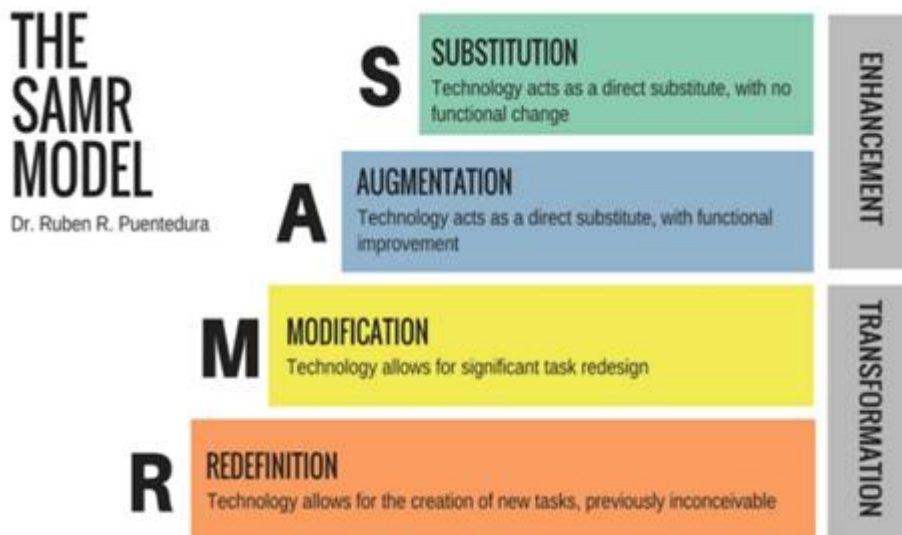 THE
SAMR
MODEL
Dr. Ruben R. Puentedura
S
SUBSTITUTION
Technology acts as a direct substitute, with no
functional change
A
AUGMENTATION
Technology acts as a direct substitute, with functional
improvement
ENHANCEMENT
M
MODIFICATION
Technology allows for significant task redesign
R
REDEFINITION
Technology allows for the creation of new tasks, previously inconceivable
TRANSFORMATION